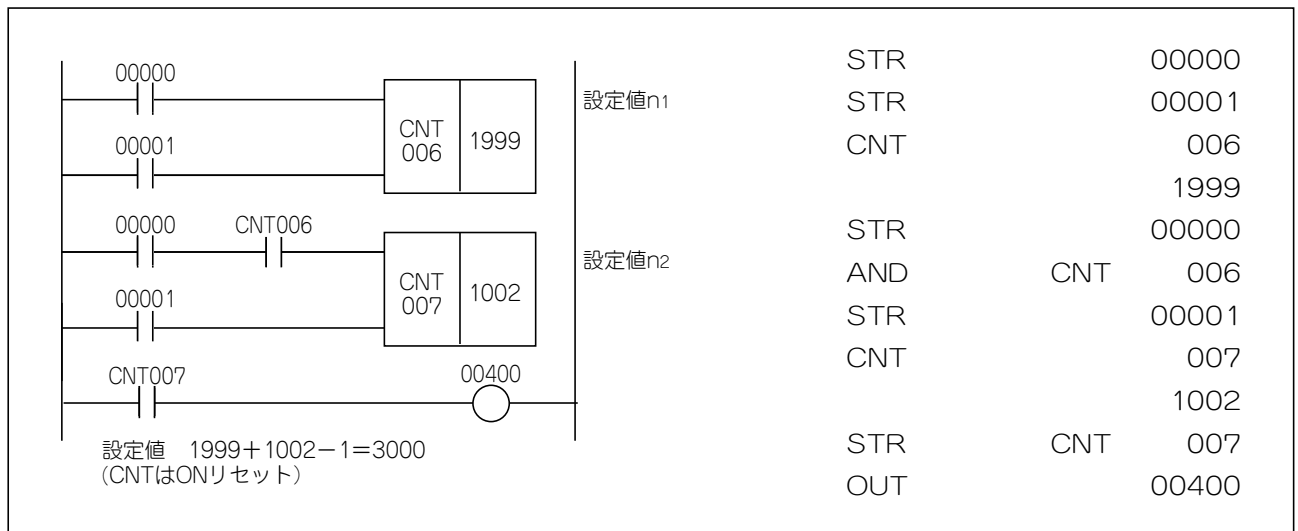 00000
設定値n1
CNT
006
1999
00001
00000 CNT006
設定値n2
CNT
007
1002
00001
CNT007 00400
設定値 1999+1002-1=3000
(CNTはONリセット)
STR 00000
STR 00001
CNT 006
1999
STR 00000
AND CNT 006
STR 00001
CNT 007
1002
STR CNT 007
OUT 00400